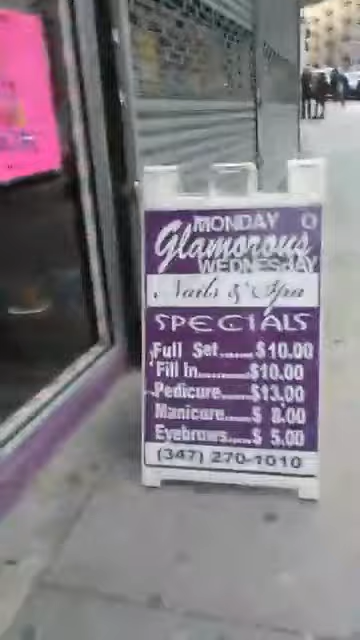 MONDAY
Glamorous
WEDNESDAY
Nails & Spa
SPECIALS
Full Set......$10.00
Fill In..........$10.00
Pedicure......$13.00
Manicure.....$ 8.00
Eyebrows.....$ 5.00
(347) 270-1010